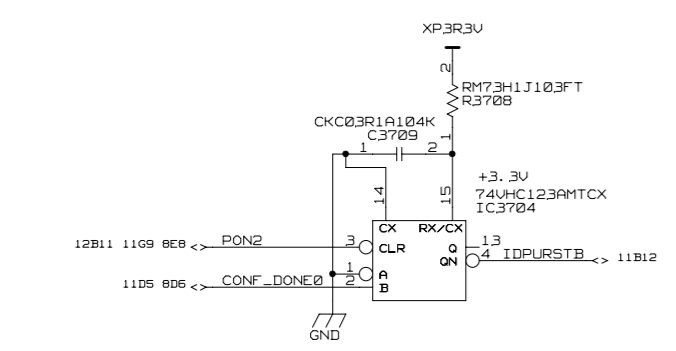 XP3R3V
2
RM73H1J103FT
R3708
CKC03R1A104K
C3709
1
1 2
+3.3V
74VHC123AMTCX
IC3704
14
15
CX RX/CX
12B11 11G9 8E8 <> PON2 3 CLR Q 13
QN 4 IDPURSTB <> 11B12
1 A
11D5 8D6 <> CONF_DONE0 2 B
GND